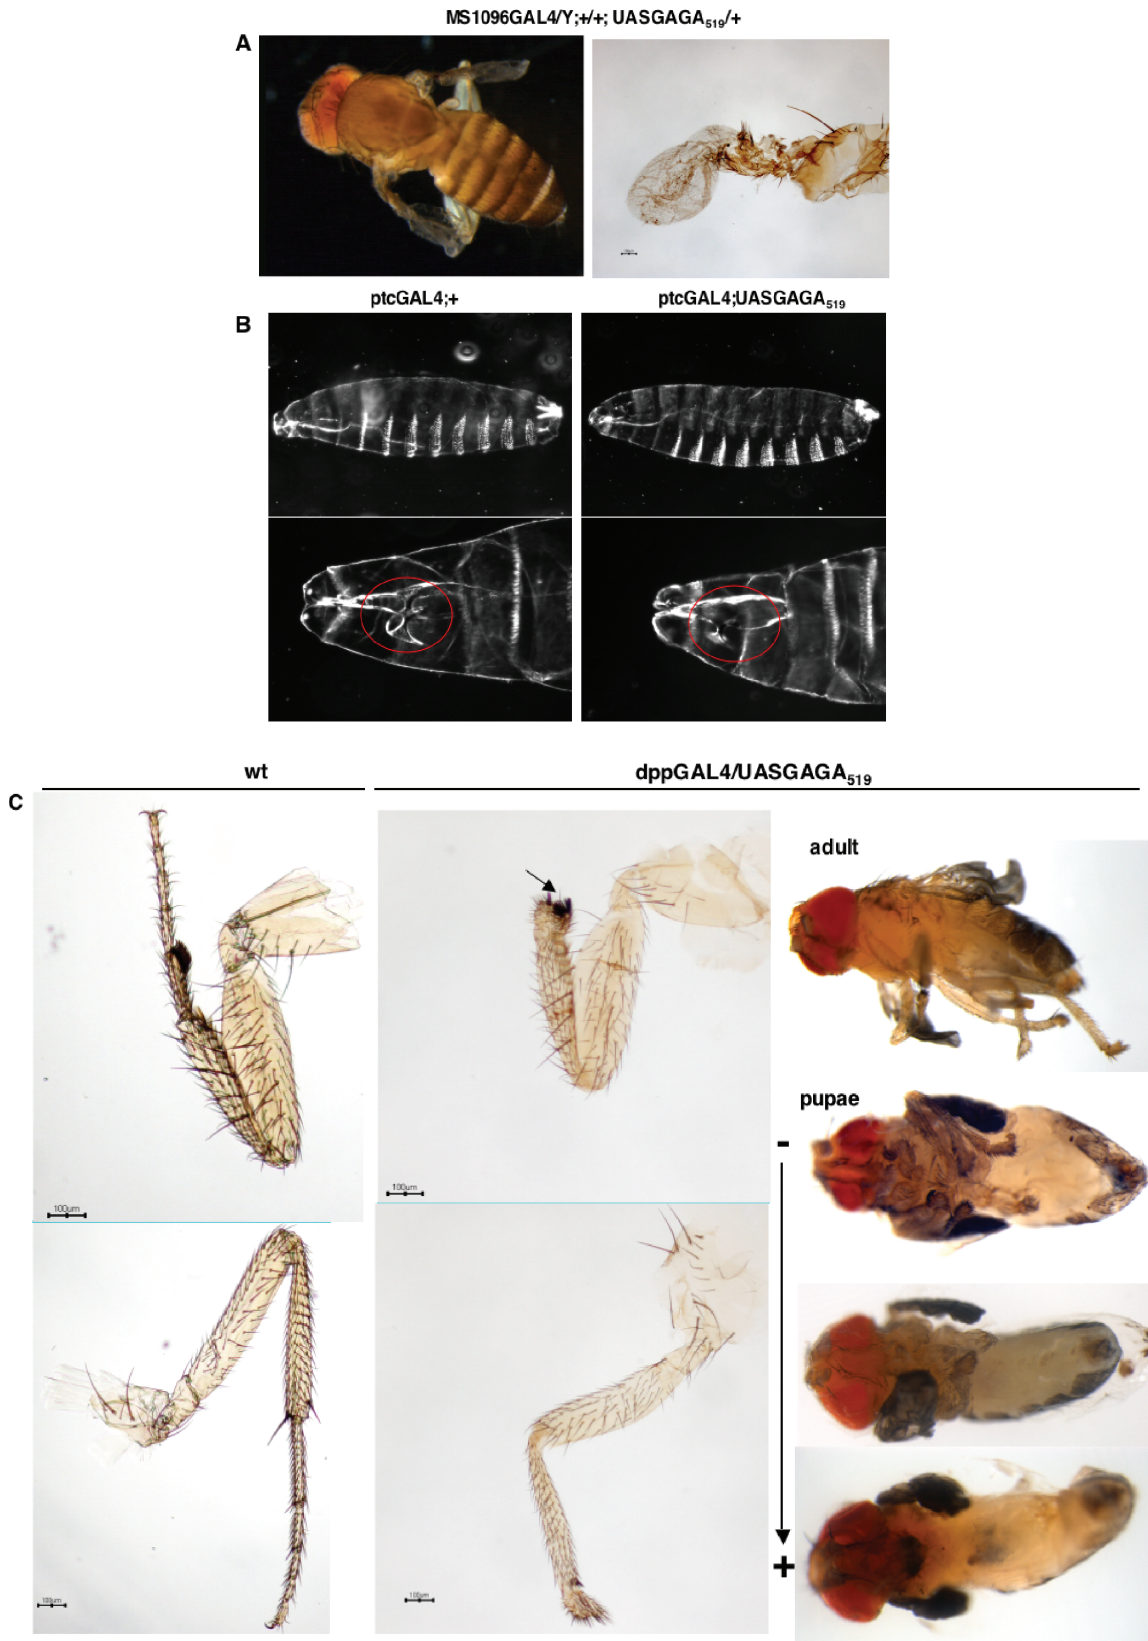 MS1096GAL4/Y;+/+; UASGAGA519/+
A
ptcGAL4;+
ptcGAL4;UASGAGA519
B
wt
dppGAL4/UASGAGA519
C
adult
pupae
-
100µm
100µm
+
100µm
100µm